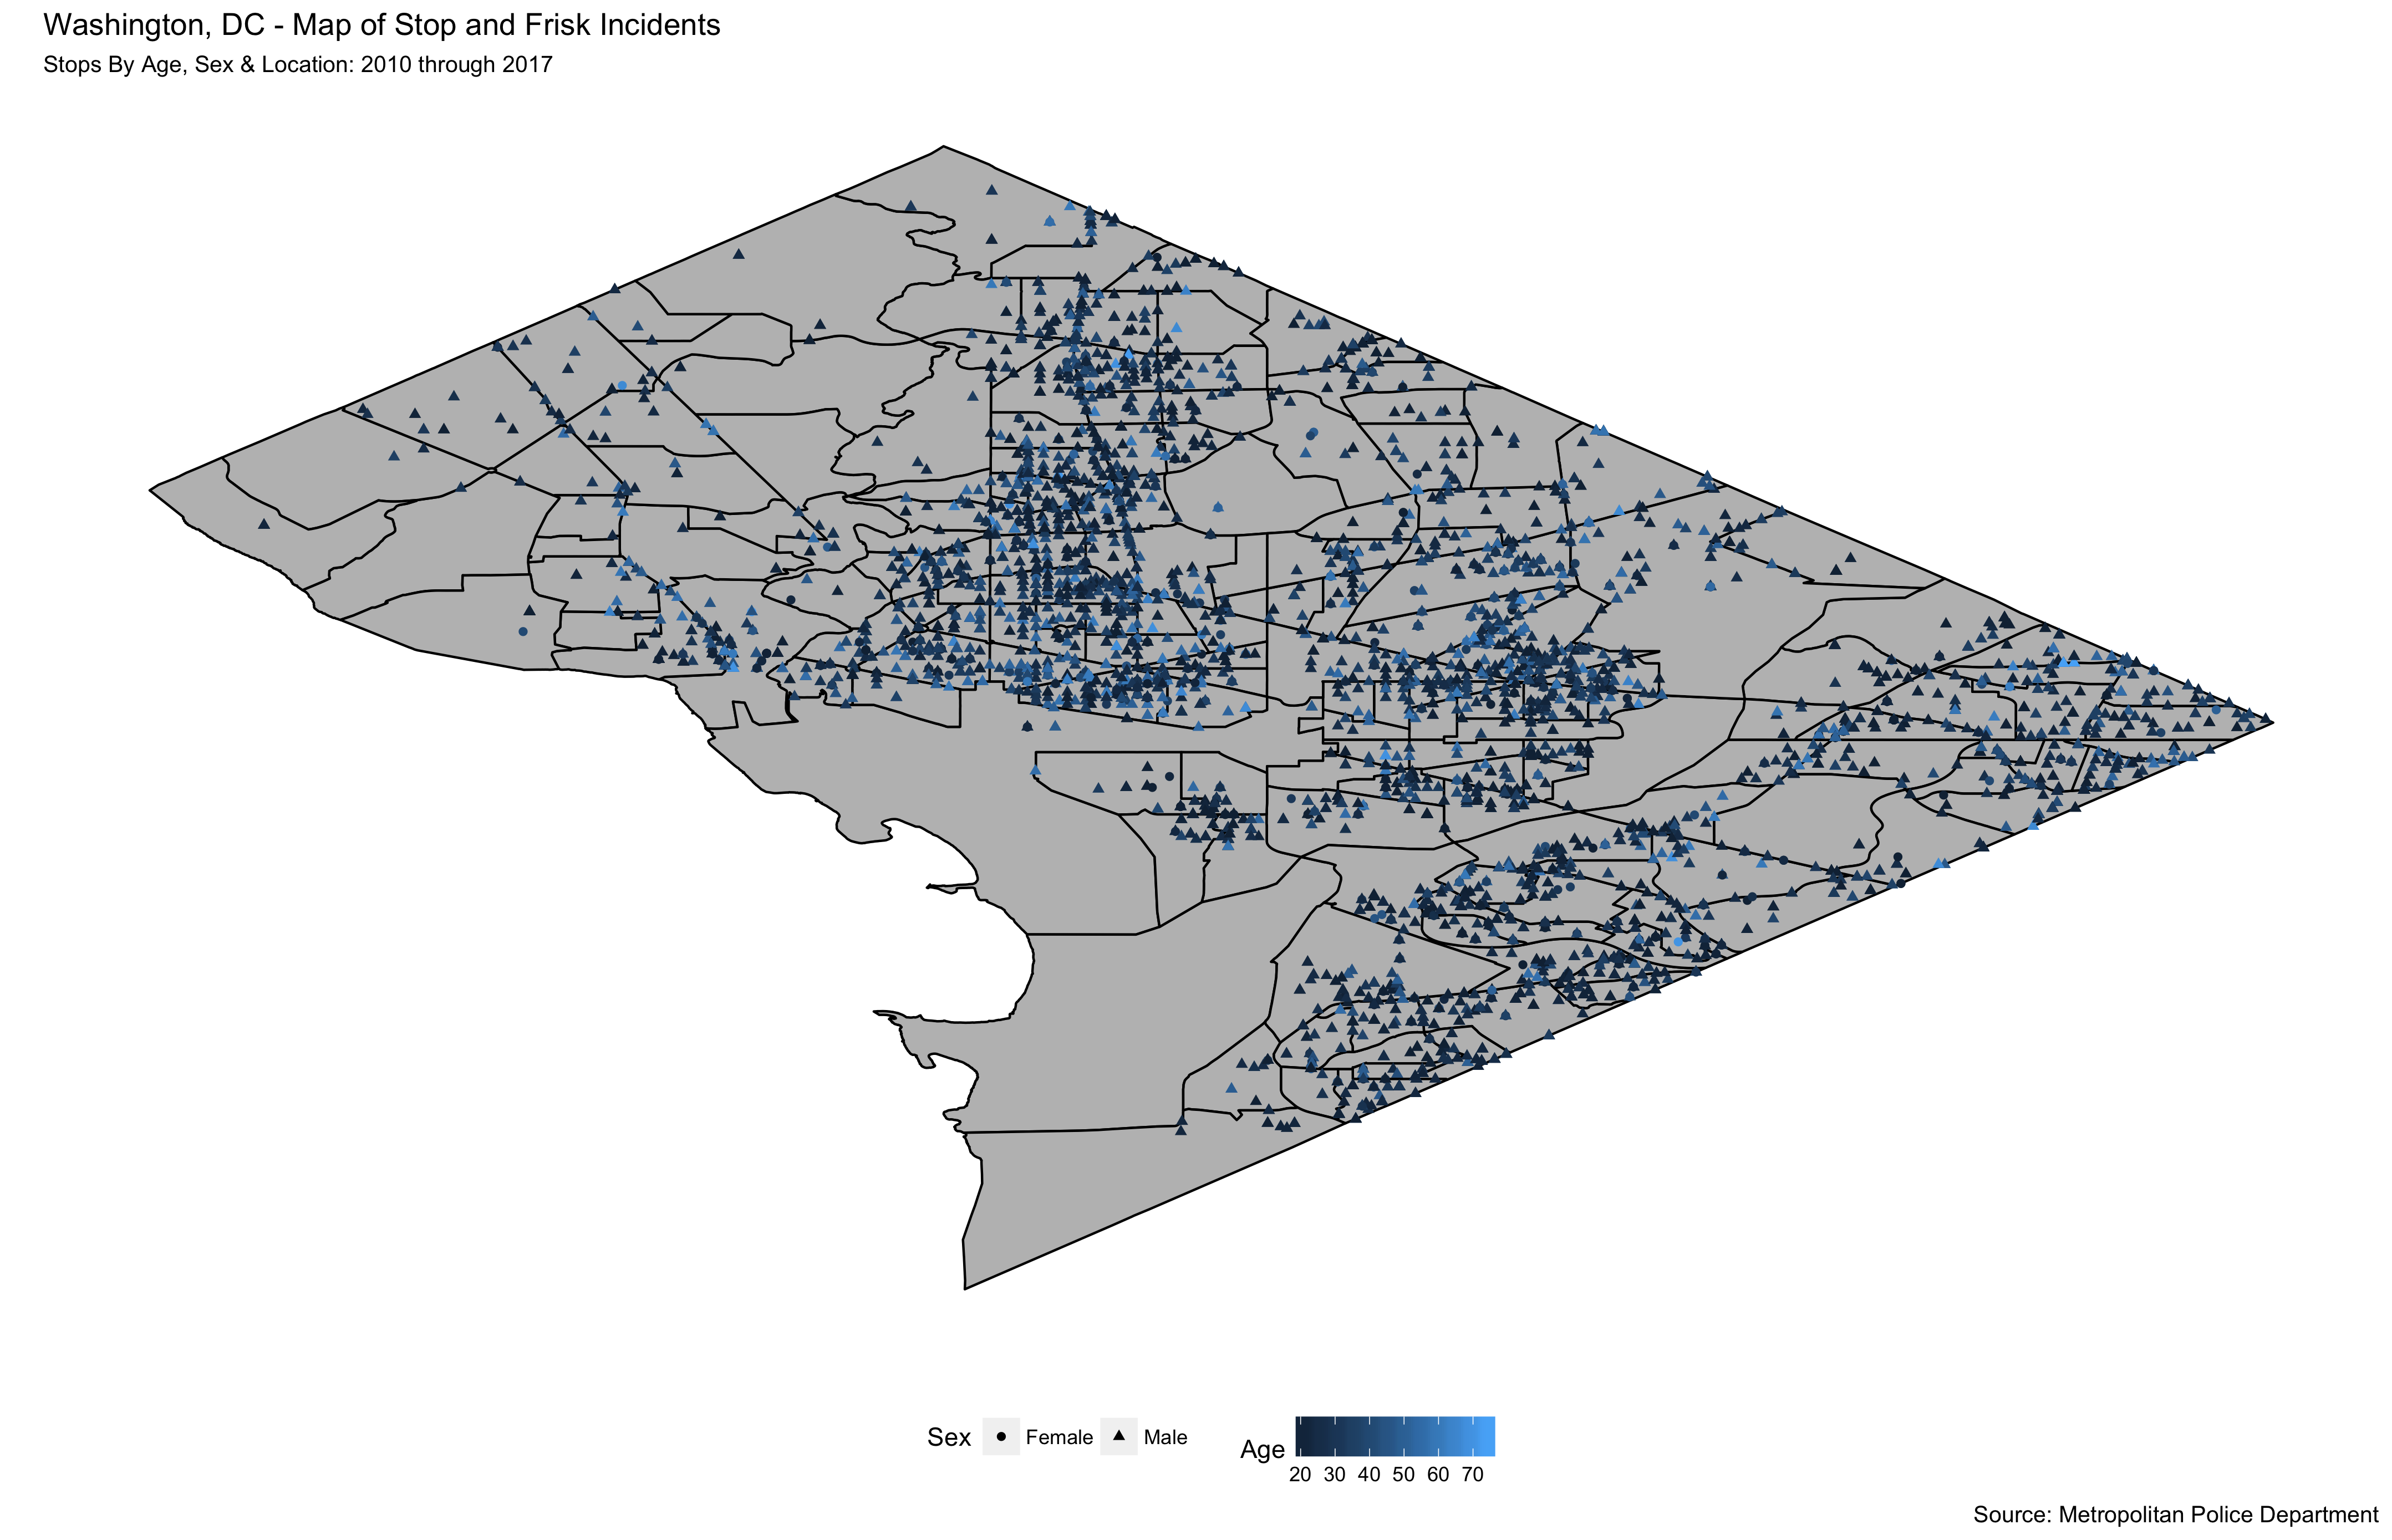 Washington, DC - Map of Stop and Frisk Incidents
Stops By Age, Sex & Location: 2010 through 2017
Sex Female Male Age
20 30 40 50 60 70
Source: Metropolitan Police Department